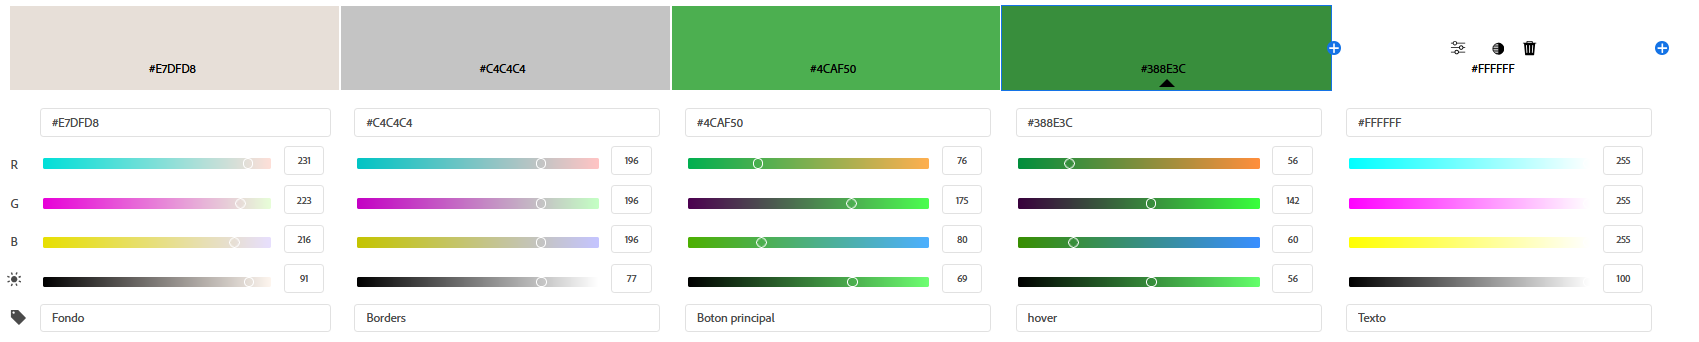 #E7DFD8 #C4C4C4 #4CAF50 #388E3C #FFFFFF
#E7DFD8 #C4C4C4 #4CAF50 #388E3C #FFFFFF
R 231 196 76 56 255
G 223 196 175 142 255
B 216 196 80 60 255
91 77 69 56 100
Fondo Borders Boton principal hover Texto